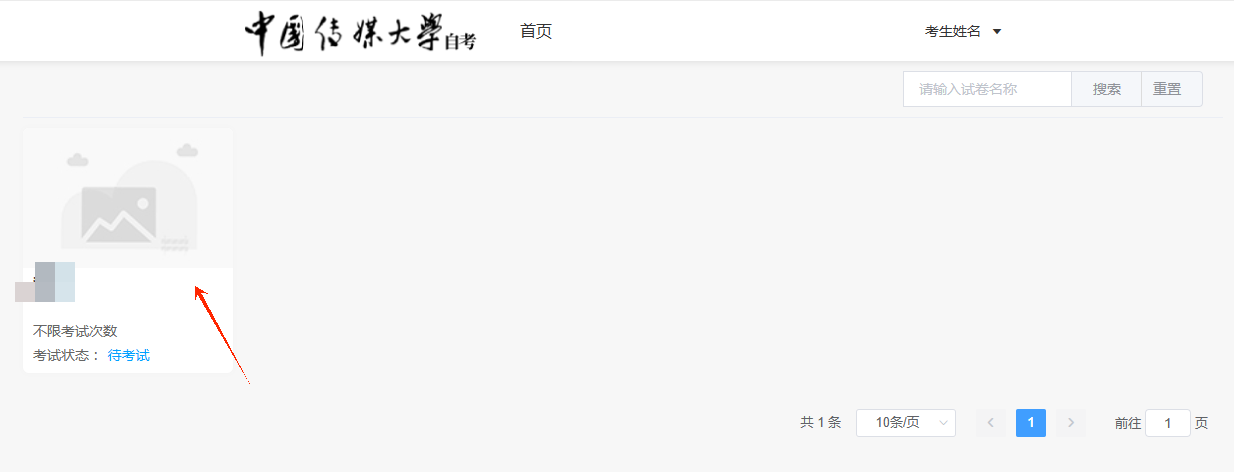 中国传媒大學自考
首页
考生姓名
请输入试卷名称
搜索
重置
不限考试次数
考试状态： 待考试
共 1 条
10条/页
1
前往 1 页